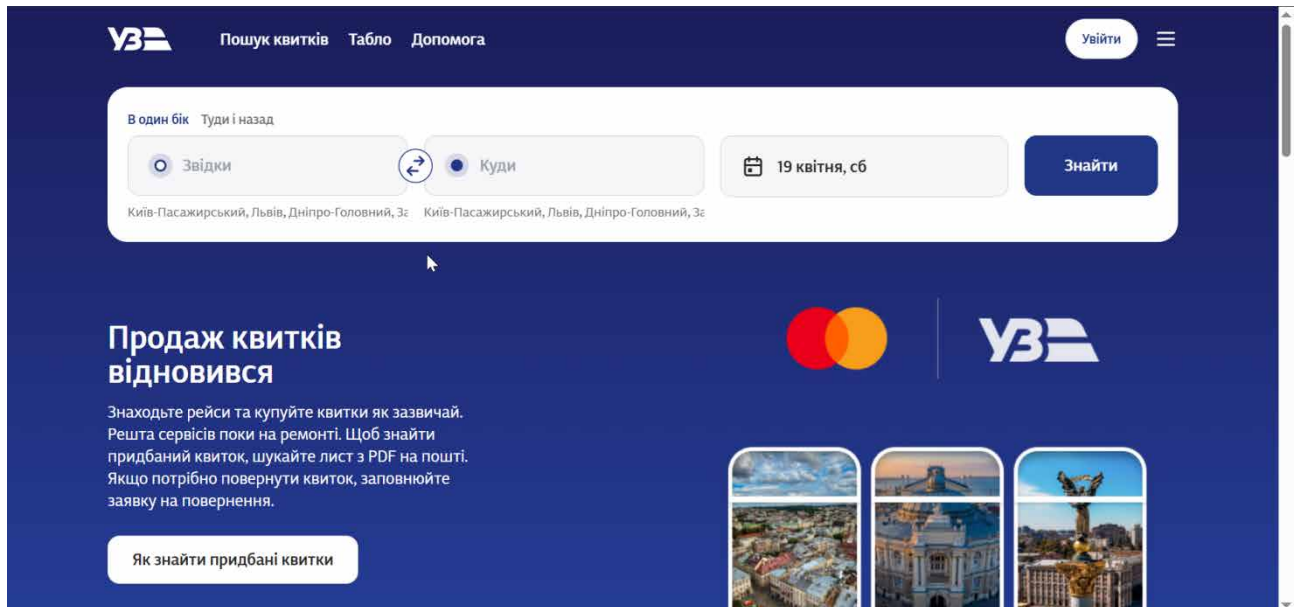 УЗ
Пошук квитків Табло Допомога
Увійти
В один бік Туди і назад
Звідки
Куди
19 квітня, сб
Знайти
Київ-Пасажирський, Львів, Дніпро-Головний, За
Київ-Пасажирський, Львів, Дніпро-Головний, За
Продаж квитків
відновився
Знаходьте рейси та купуйте квитки як зазвичай.
Решта сервісів поки на ремонті. Щоб знайти
придбаний квиток, шукайте лист з PDF на пошті.
Якщо потрібно повернути квиток, заповнюйте
заявку на повернення.
Як знайти придбані квитки
УЗ